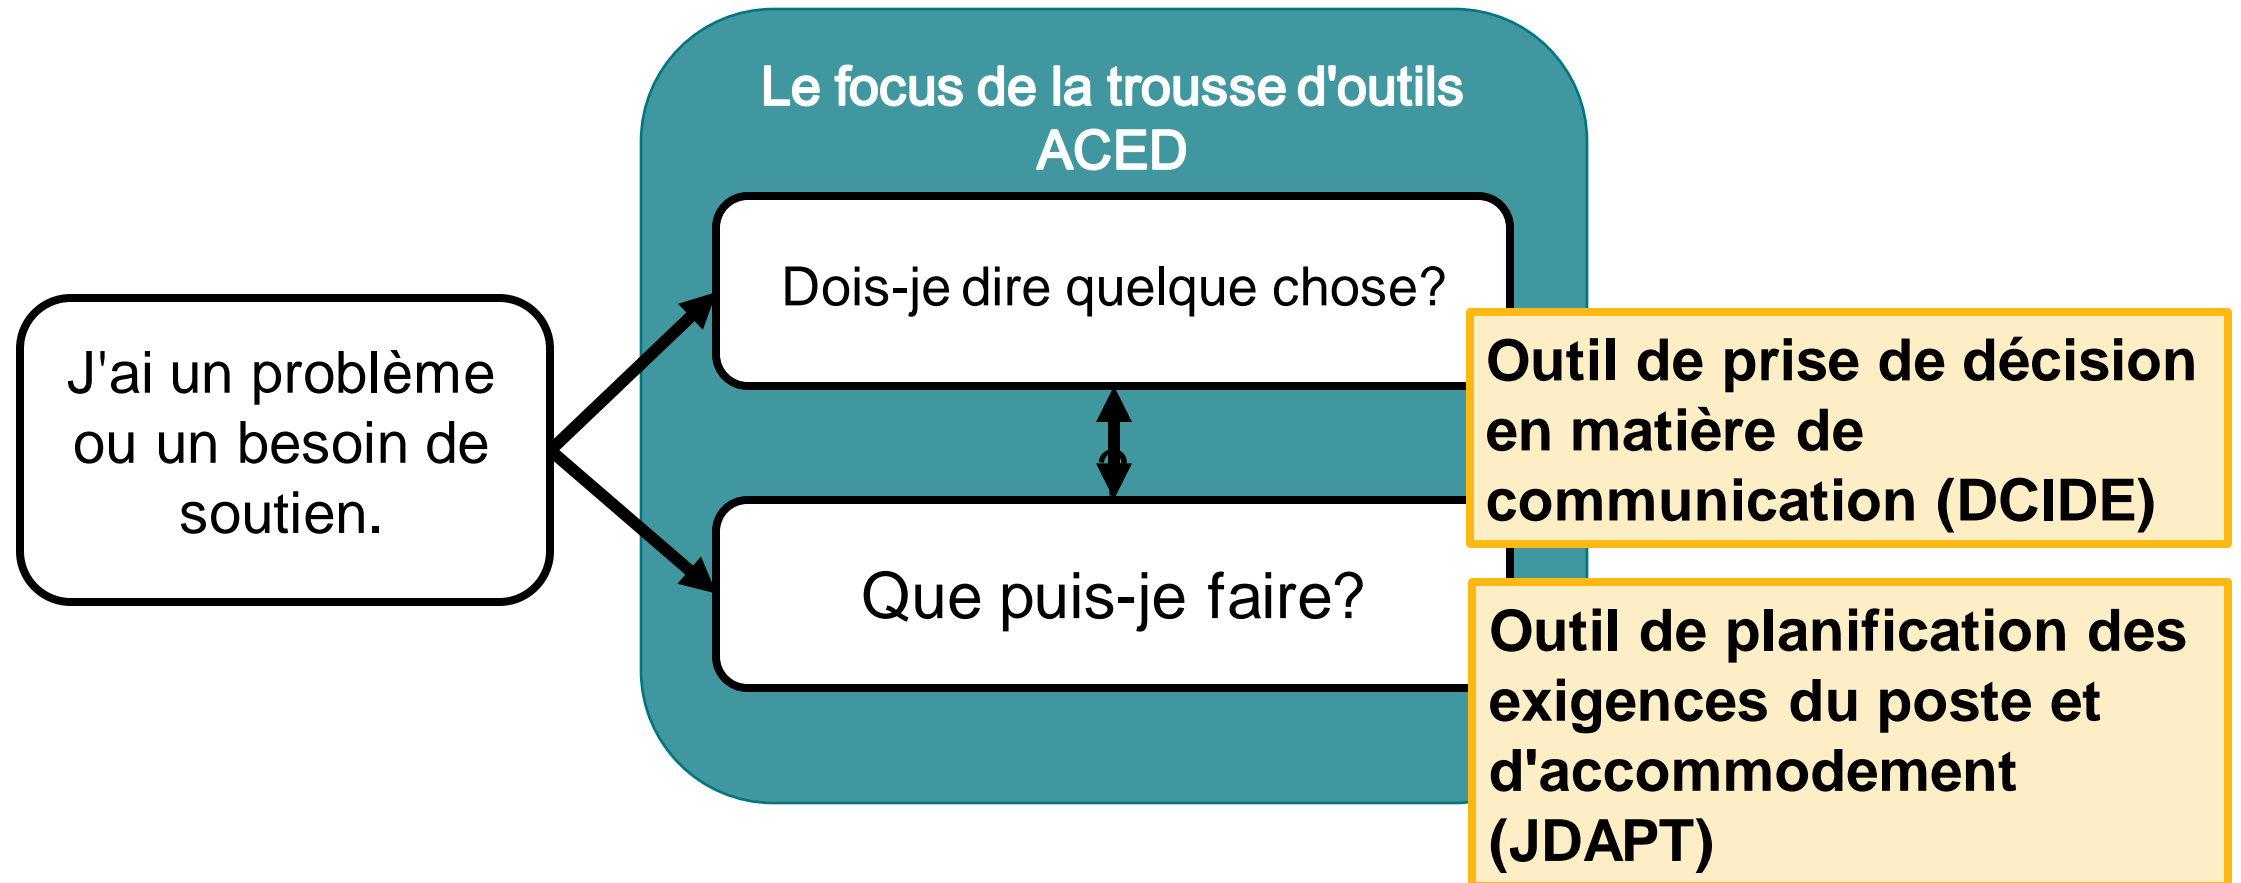 Le focus de la trousse d'outils
ACED
Dois-je dire quelque chose?
J'ai un problème
ou un besoin de
soutien.
Outil de prise de décision
en matière de
communication (DCIDE)
Que puis-je faire?
Outil de planification des
exigences du poste et
d'accommodement
(JDAPT)